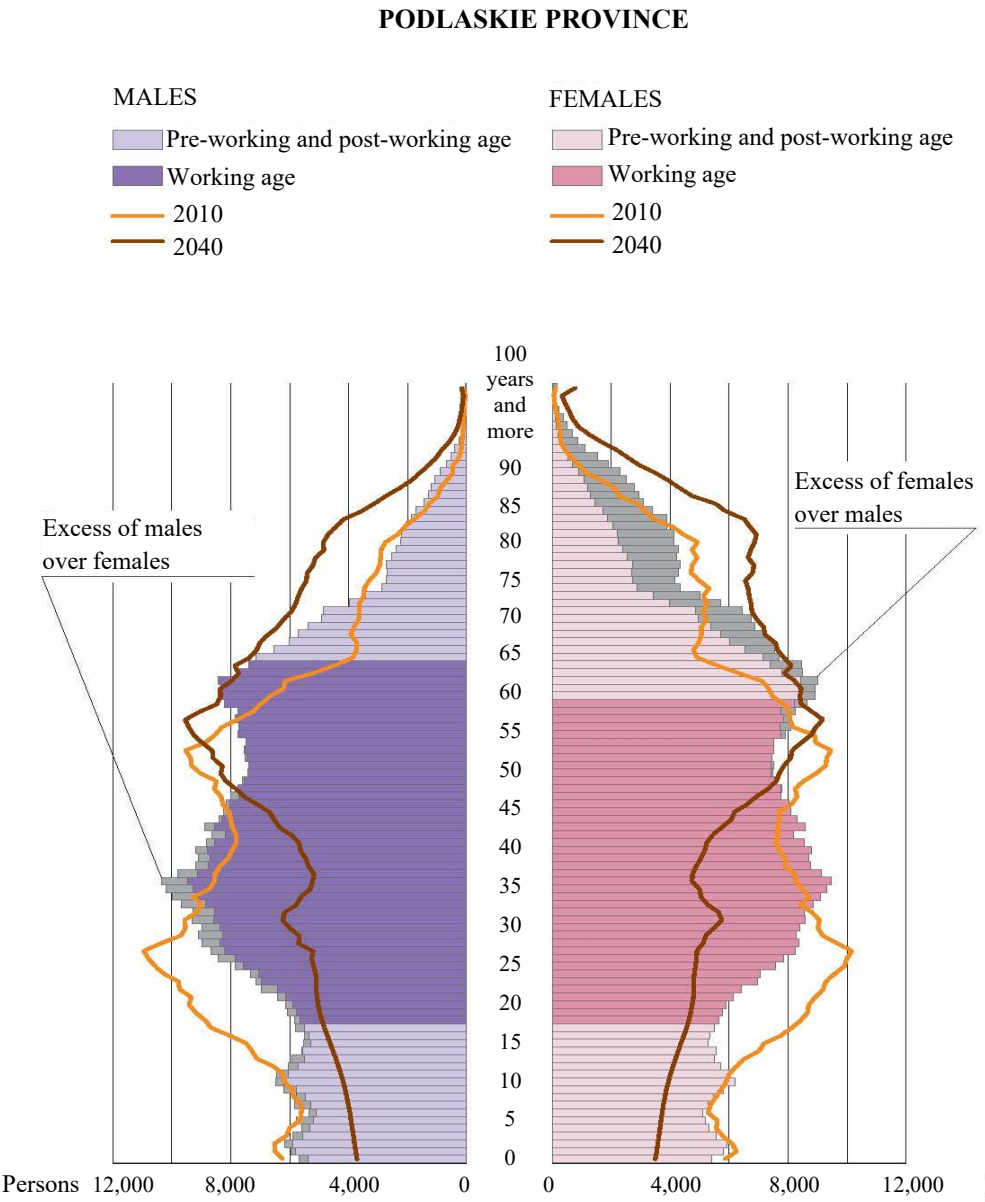 PODLASKIE PROVINCE
MALES
Pre-working and post-working age
Working age
2010
2040
FEMALES
Pre-working and post-working age
Working age
2010
2040
100
years
and
more
90
85
80
75
70
65
60
55
50
45
40
35
30
25
20
15
10
5
0
Excess of males
over females
Excess of females
over males
Persons 12,000 8,000 4,000 0 0 4,000 8,000 12,000